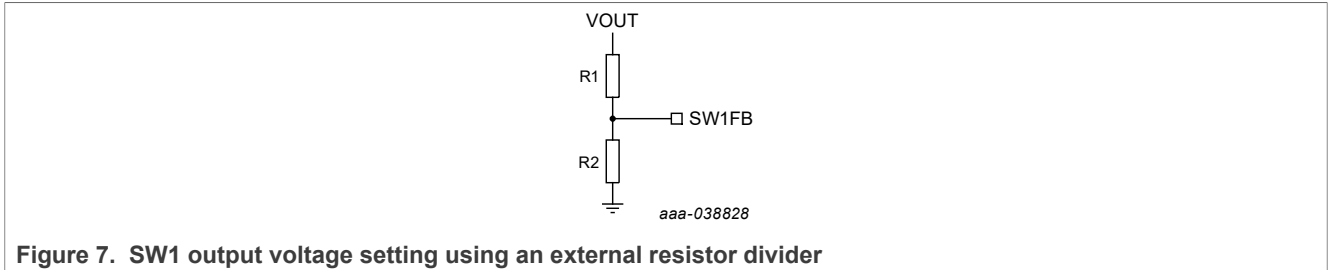 VOUT
R1
SW1FB
R2
aaa-038828
Figure 7. SW1 output voltage setting using an external resistor divider